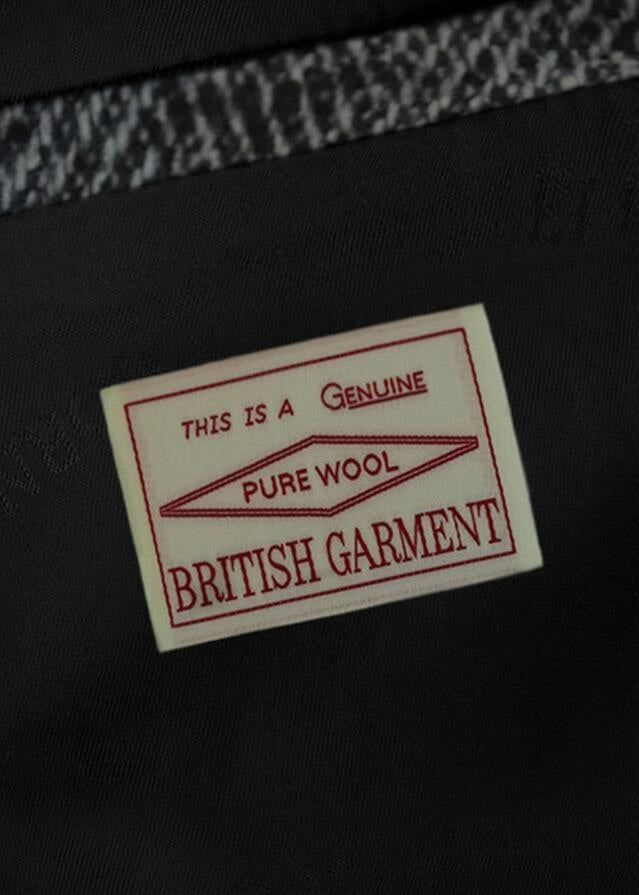 THIS IS A GENUINE
PURE WOOL
BRITISH GARMENT